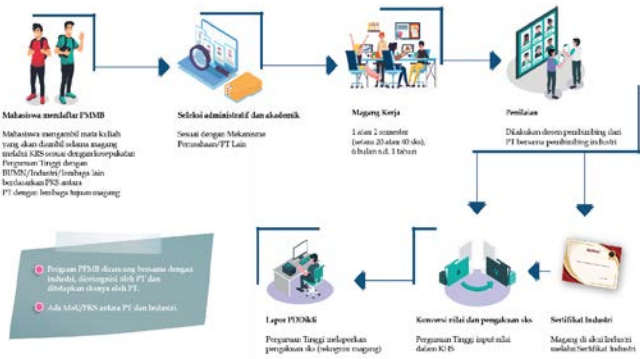 Mahasiswa mendaftar PMMB
Mahasiswa mengambil mata kuliah
yang akan diambil selama magang
melalui KRS sesuai dengan kesepakatan
Perguruan Tinggi dengan
BUMN/Industri/lembaga lain
berdasarkan PKS antara
PT dengan lembaga tujuan magang
Seleksi administratif dan akademik
Sesuai dengan Mekanisme
Perusahaan/PT Lain
Magang Kerja
1 atau 2 semester
(setara 20 atau 40 sks),
6 bulan s.d. 1 tahun
Penilaian
Dilakukan dosen pembimbing dari
PT bersama pembimbing industri
Program PFMB dirancang bersama dengan
industri, direkognisi oleh PT dan
ditetapkan sksnya oleh PT.
Ada MoU/PKS antara PT dan Industri.
Lapor PDDikti
Perguruan Tinggi melaporkan
pengakuan sks (rekognisi magang)
Konversi nilai dan pengakuan sks
Perguruan Tinggi input nilai
dalam KHS
Sertifikat Industri
Magang di akui Industri
melalui Sertifikat Industri